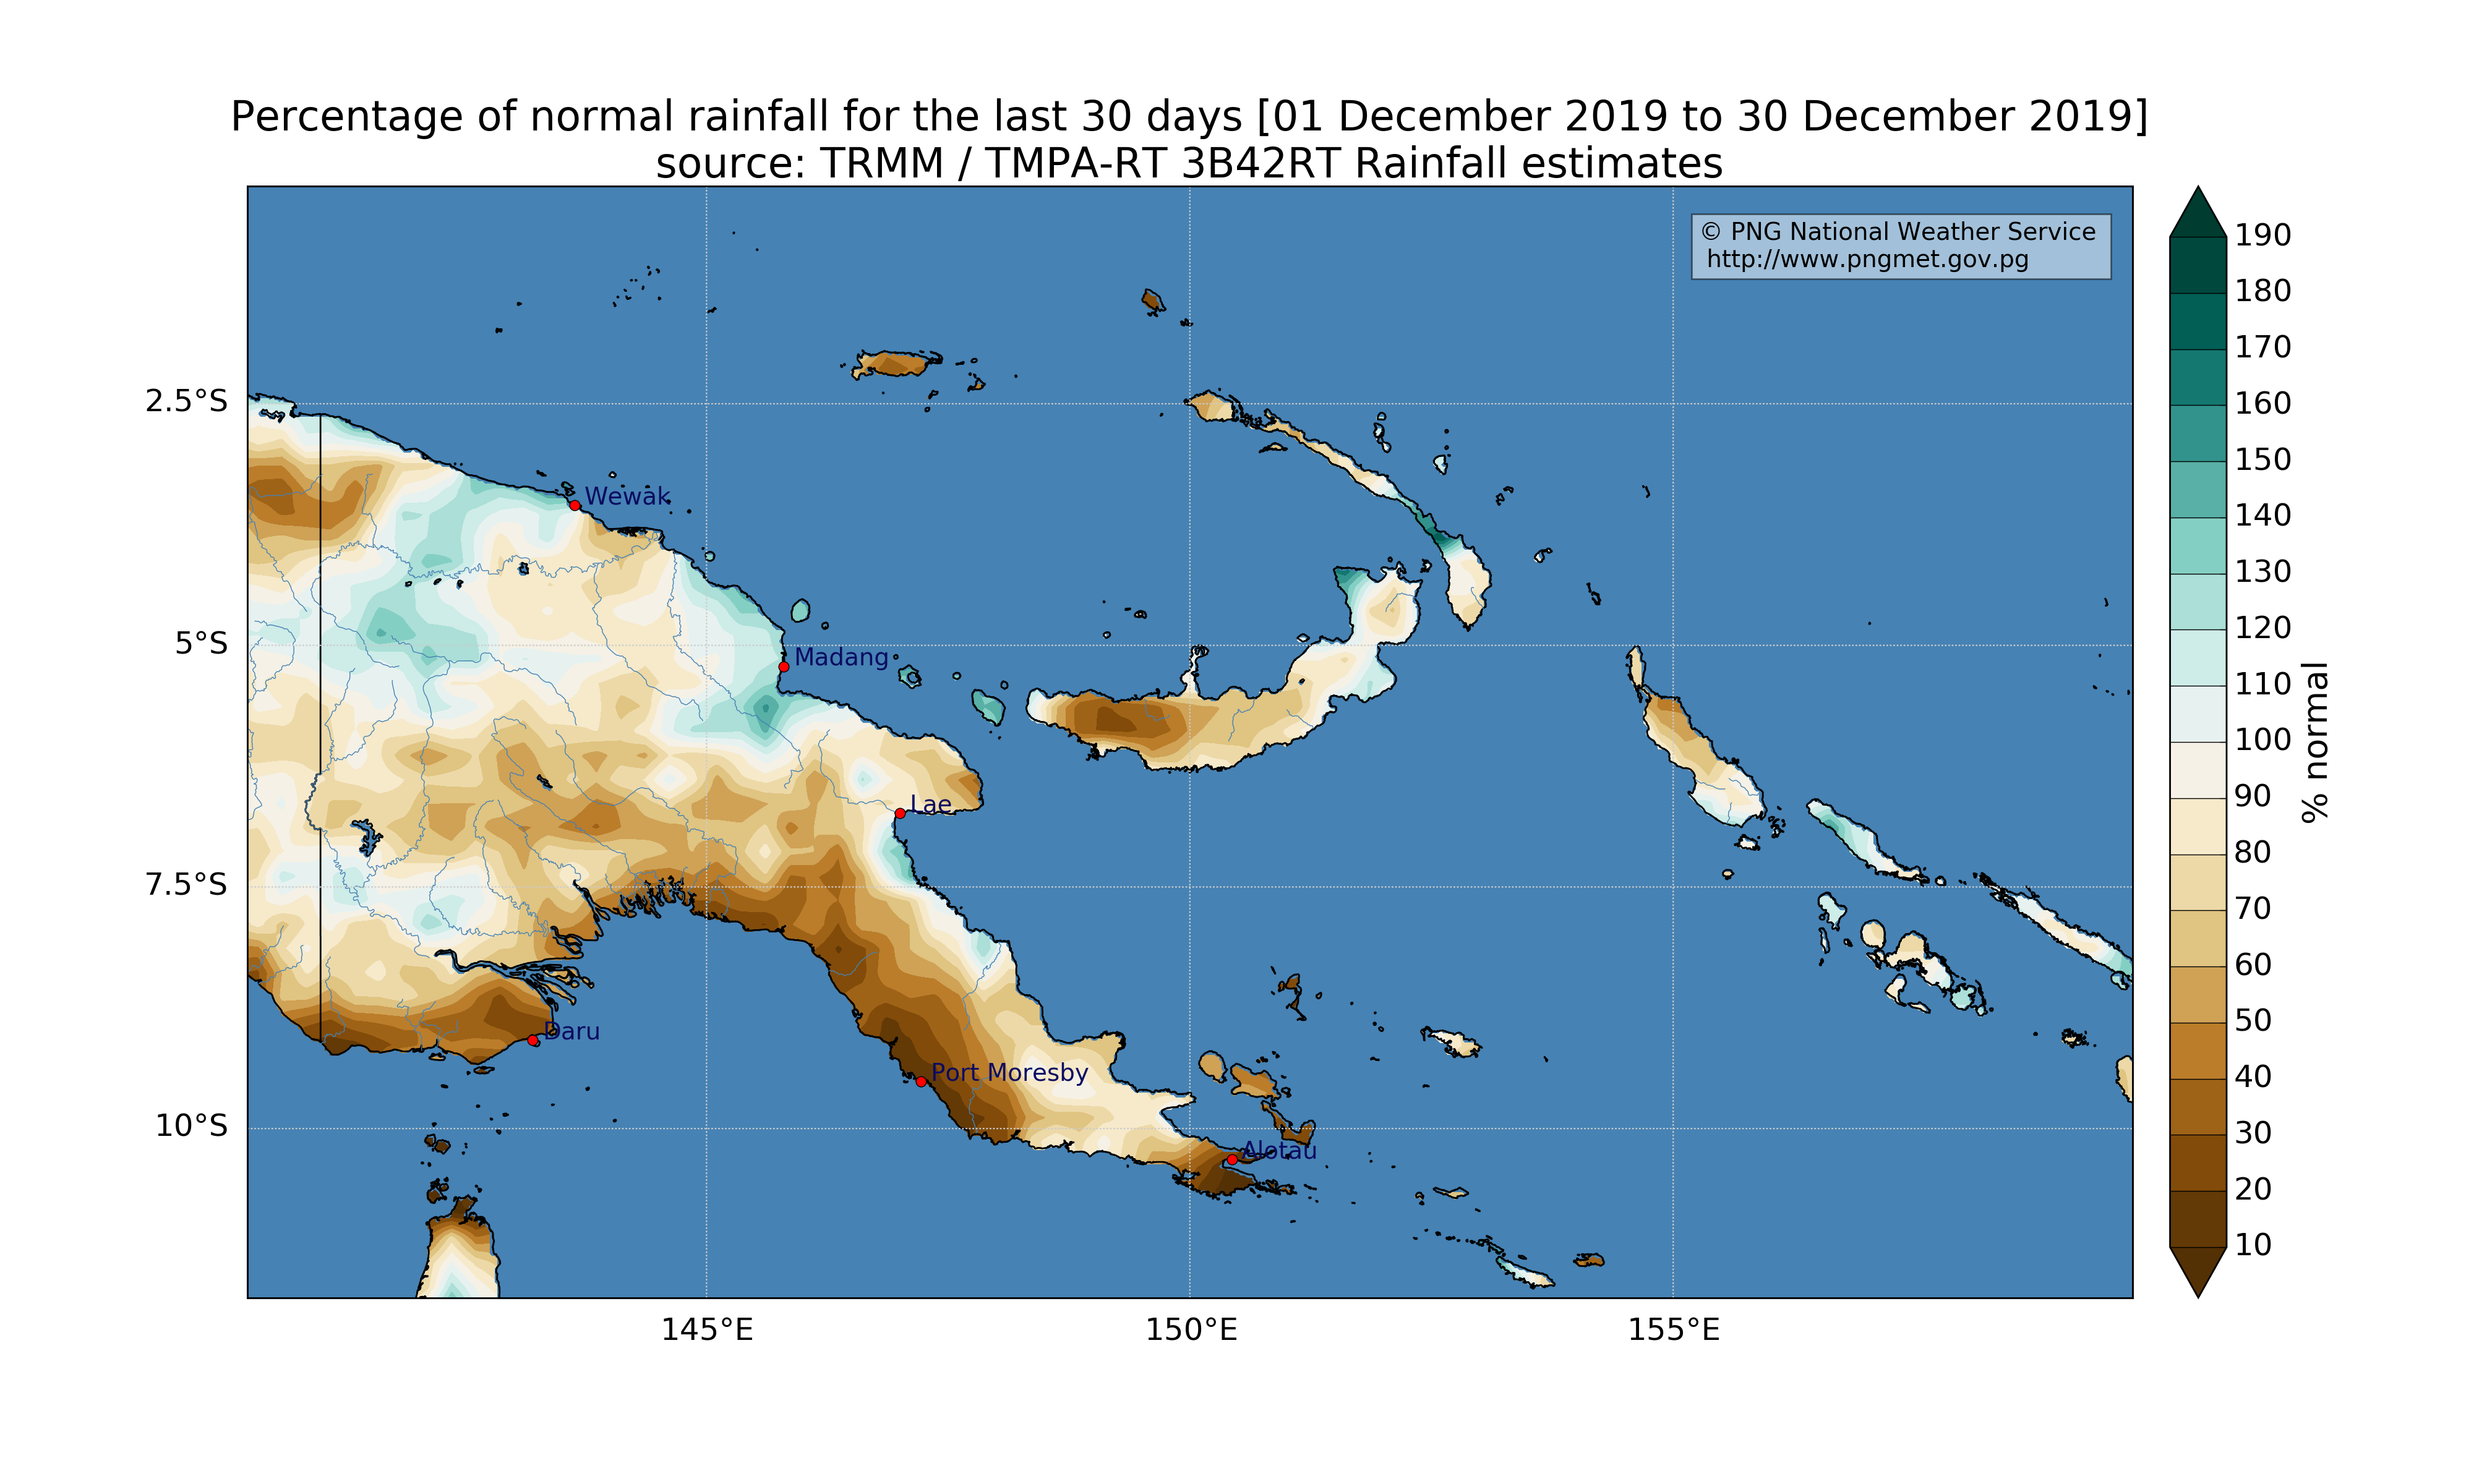 Percentage of normal rainfall for the last 30 days [01 December 2019 to 30 December 2019]
source: TRMM / TMPA-RT 3B42RT Rainfall estimates
© PNG National Weather Service
http://www.pngmet.gov.pg
190
180
170
160
150
140
130
120
110
100
90
80
70
60
50
40
30
20
10
% normal
2.5°S
5°S
7.5°S
10°S
Wewak
Madang
Lae
Daru
Port Moresby
Alotau
145°E
150°E
155°E